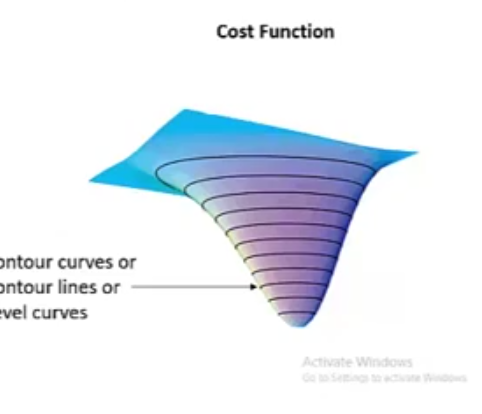 Cost Function
ontour curves or
ontour lines or
evel curves
Activate Windows
Go to Settings to activate Windows